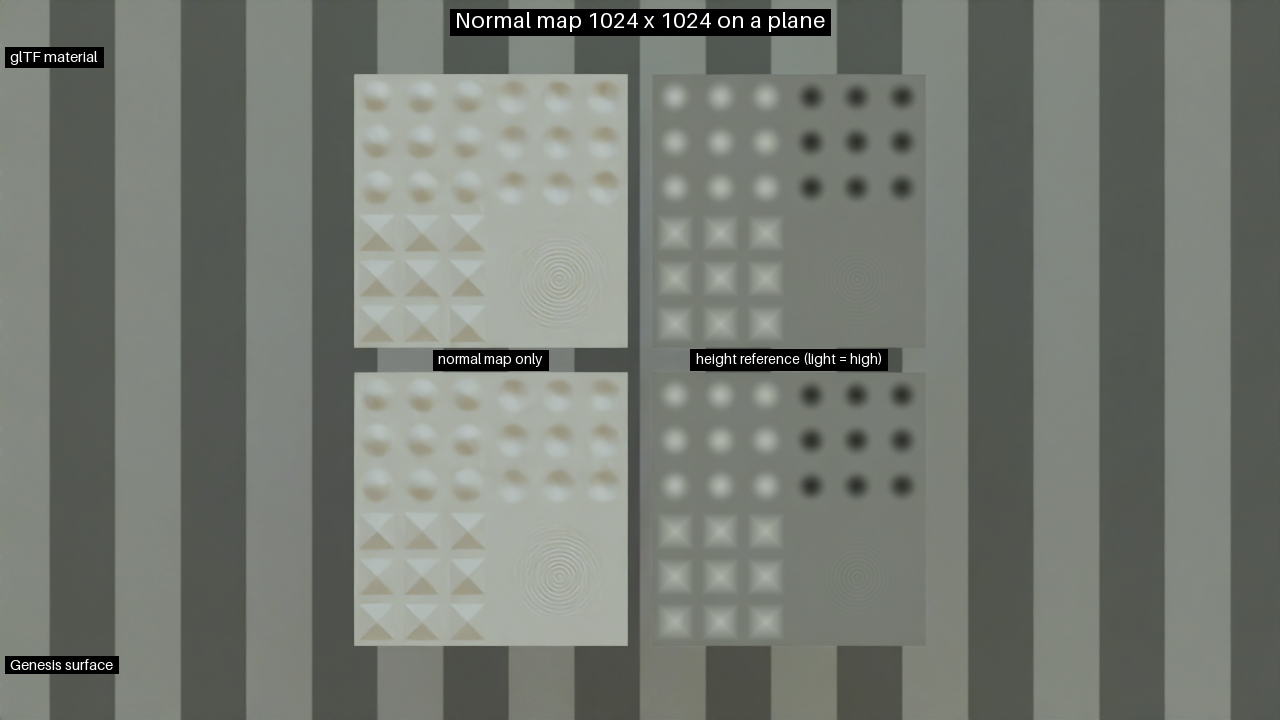 Normal map 1024 x 1024 on a plane
glTF material
normal map only
height reference (light = high)
Genesis surface